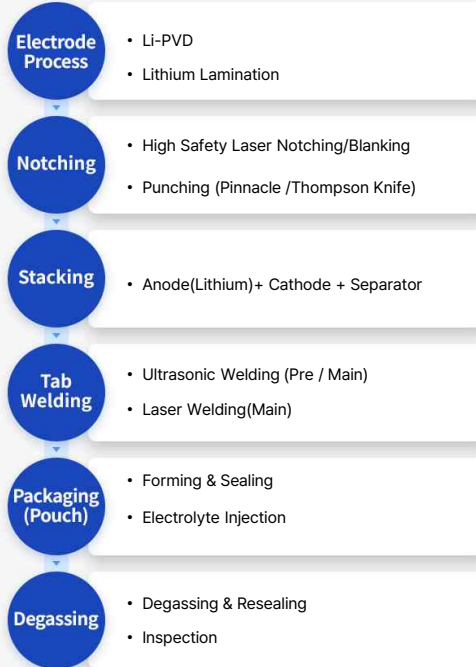 Electrode
Process
• Li-PVD
• Lithium Lamination
Notching
• High Safety Laser Notching/Blanking
• Punching (Pinnacle /Thompson Knife)
Stacking
• Anode(Lithium)+ Cathode + Separator
Tab
Welding
• Ultrasonic Welding (Pre / Main)
• Laser Welding(Main)
Packaging
(Pouch)
• Forming & Sealing
• Electrolyte Injection
Degassing
• Degassing & Resealing
• Inspection